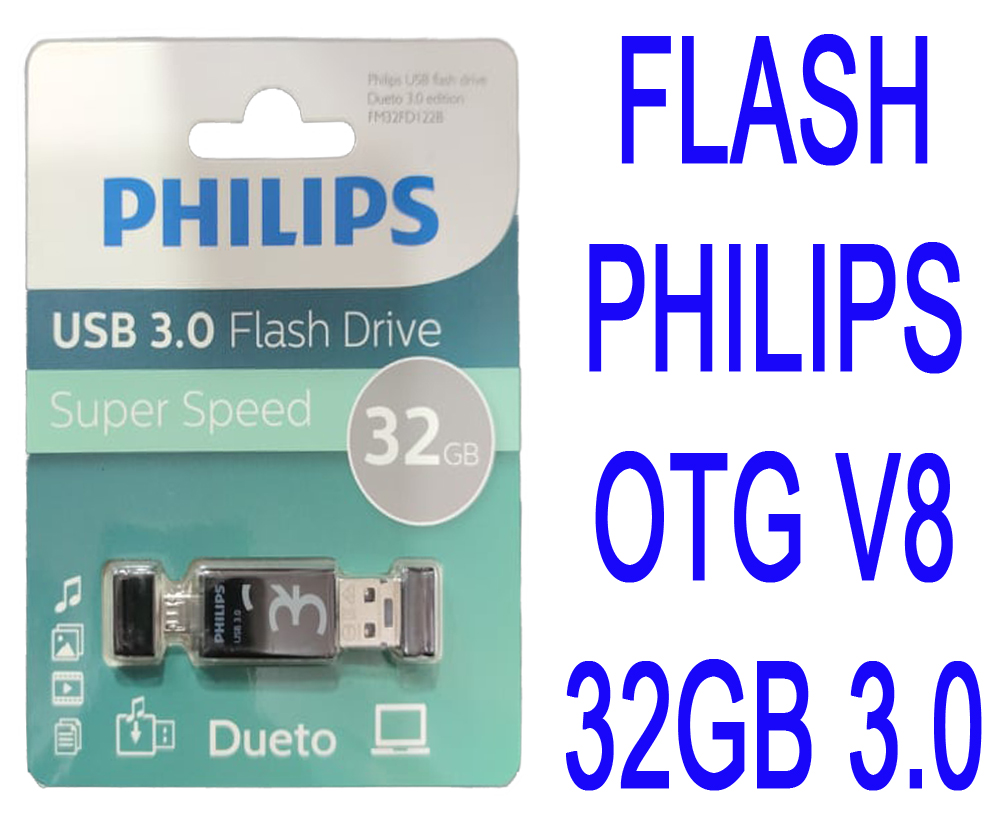 Philips USB flash drive
Dueto 3.0 edition
FM32FD122B
PHILIPS
USB 3.0 Flash Drive
Super Speed
32GB
PHILIPS
USB 3.0
Dueto
FLASH
PHILIPS
OTG V8
32GB 3.0